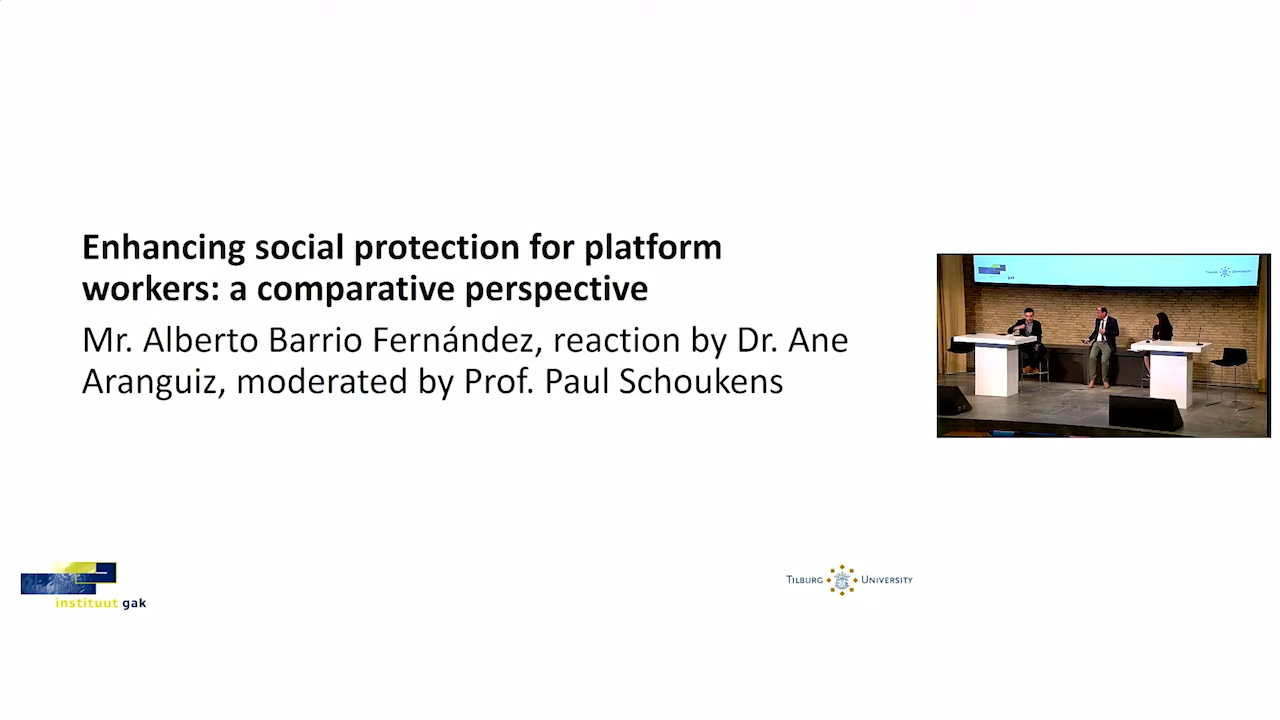 Enhancing social protection for platform
workers: a comparative perspective
Mr. Alberto Barrio Fernández, reaction by Dr. Ane
Aranguiz, moderated by Prof. Paul Schoukens
instituut gak
TILBURG UNIVERSITY